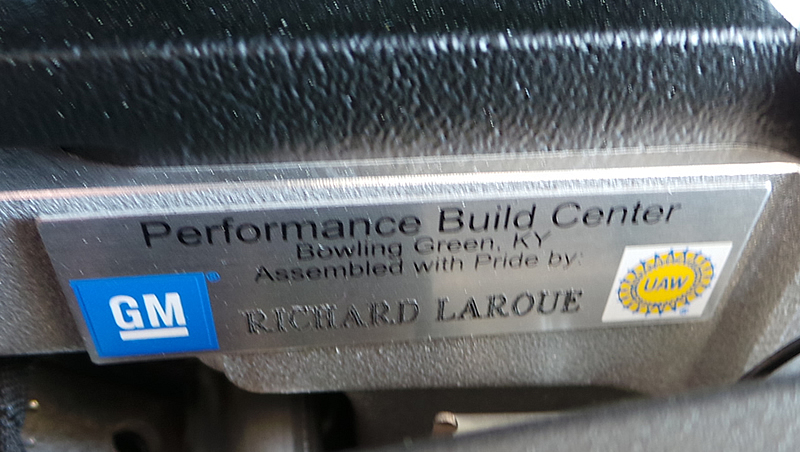 Performance Build Center
Bowling Green, KY
Assembled with Pride by:
GM®
RICHARD LAROUE
UAW